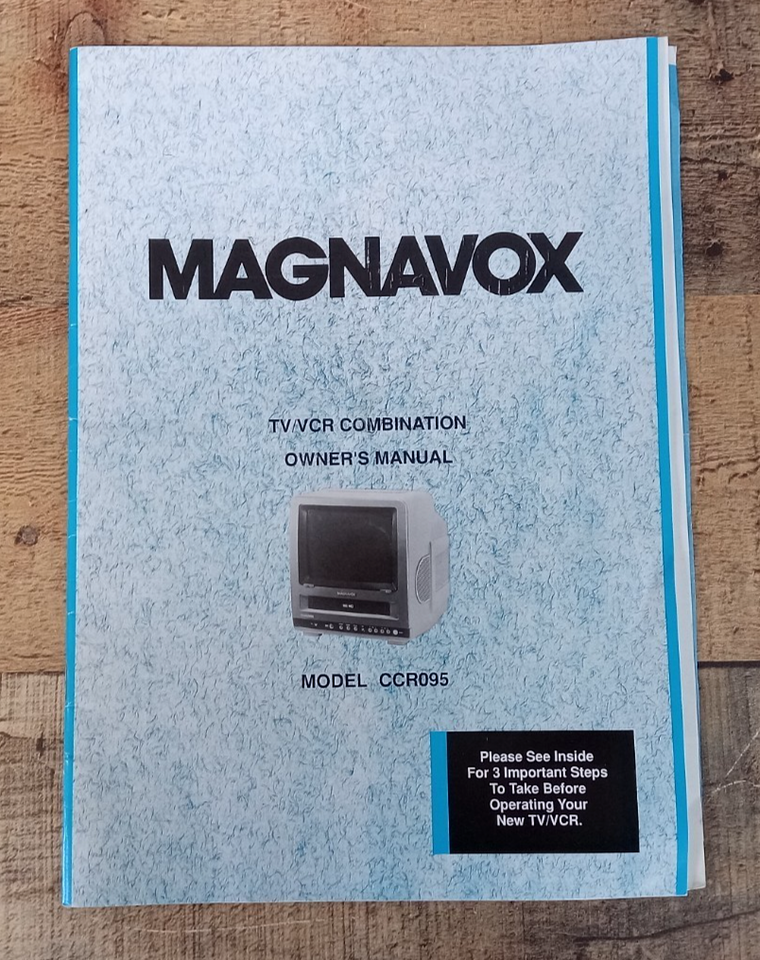 MAGNAVOX
TV/VCR COMBINATION
OWNER'S MANUAL
MODEL CCR095
Please See Inside
For 3 Important Steps
To Take Before
Operating Your
New TV/VCR.